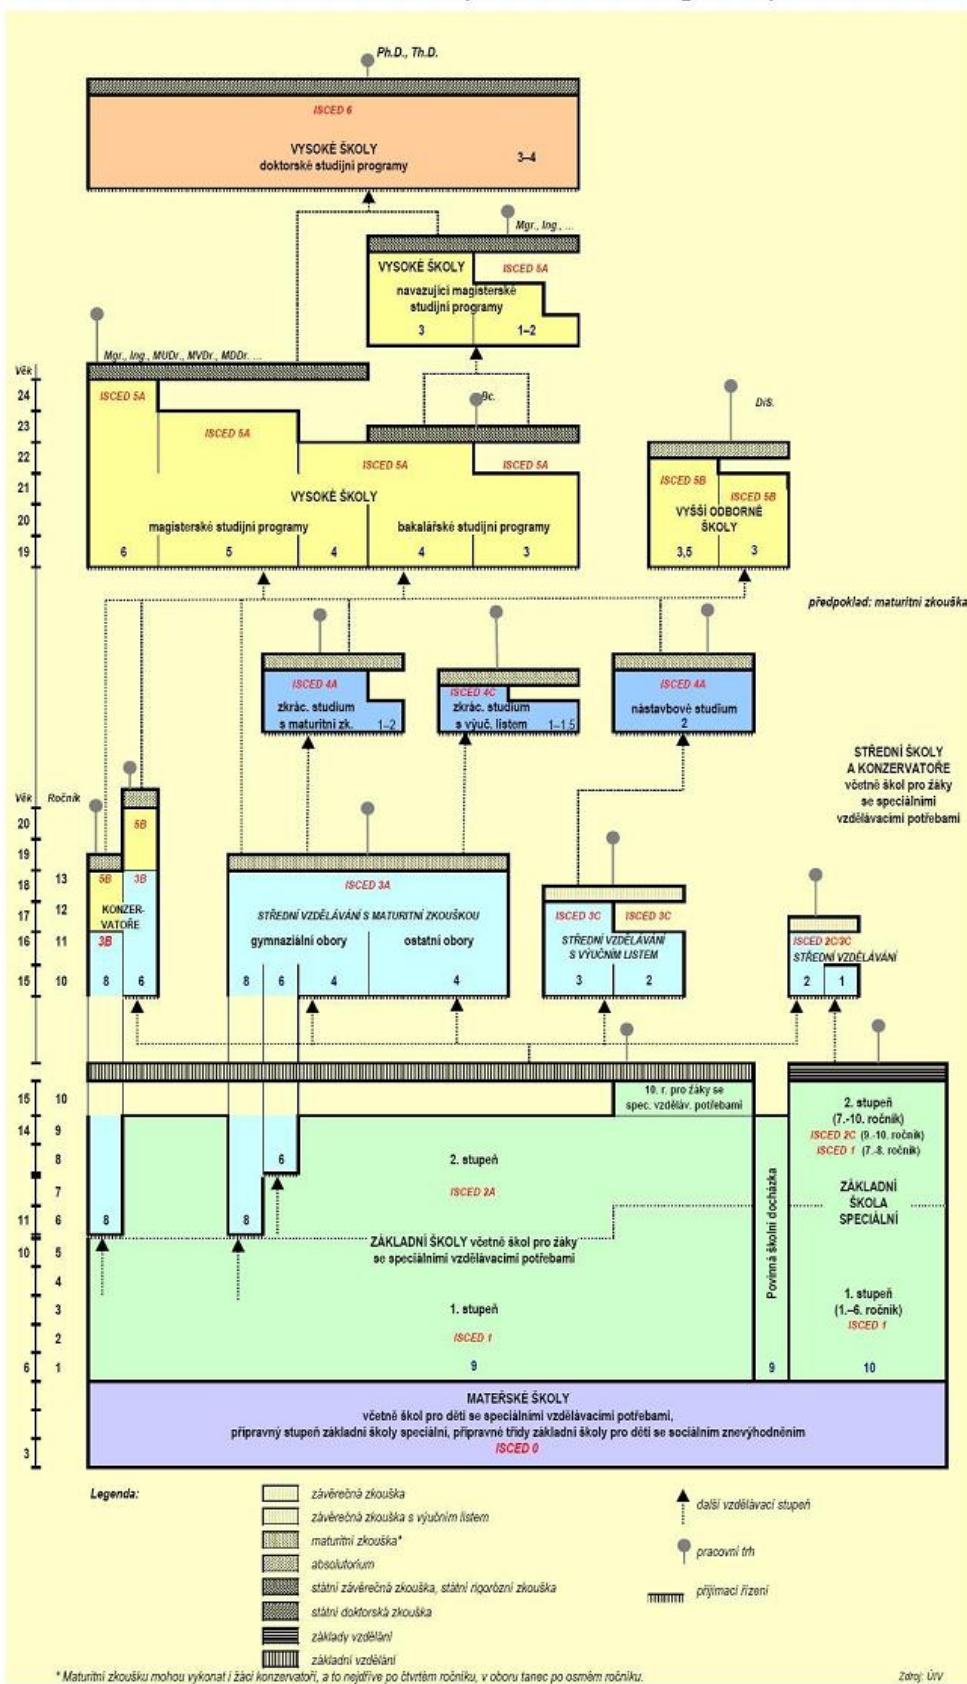 Ph.D., Th.D.
ISCED 6
VYSOKÉ ŠKOLY
doktorské studijní programy
3–4
Mgr., Ing., ...
VYSOKÉ ŠKOLY
ISCED 5A
navazující magisterské
studijní programy
3
1–2
Mgr., Ing., MUDr., MVDr., MDDr. ...
Věk
24
23
22
21
20
19
ISCED 5A
ISCED 5A
ISCED 5A
Bc.
ISCED 5A
VYSOKÉ ŠKOLY
magisterské studijní programy
bakalářské studijní programy
6
5
4
4
3
DiS.
ISCED 5B
ISCED 5B
VYŠŠÍ ODBORNÉ
ŠKOLY
3,5
3
předpoklad: maturitní zkouška
ISCED 4A
zkrác. studium
s maturitní zk.
1–2
ISCED 4C
zkrác. studium
s výuč. listem
1–1,5
ISCED 4A
nástavbové studium
2
STŘEDNÍ ŠKOLY
A KONZERVATOŘE
včetně škol pro žáky
se speciálními
vzdělávacími potřebami
Věk
Ročník
20
19
18
13
17
12
16
11
15
10
5B
5B
3B
KONZER-
VATOŘE
3B
8
6
ISCED 3A
STŘEDNÍ VZDĚLÁVÁNÍ S MATURITNÍ ZKOUŠKOU
gymnaziální obory
ostatní obory
8
6
4
4
ISCED 3C
ISCED 3C
STŘEDNÍ VZDĚLÁVÁNÍ
S VÝUČNÍM LISTEM
3
2
ISCED 2C/3C
STŘEDNÍ VZDĚLÁVÁNÍ
2
1
15
10
14
9
8
7
11
6
10
5
4
3
2
6
1
3
10. r. pro žáky se
spec. vzděláv. potřebami
8
8
6
2. stupeň
ISCED 2A
ZÁKLADNÍ ŠKOLY včetně škol pro žáky
se speciálními vzdělávacími potřebami
1. stupeň
ISCED 1
9
Povinná školní docházka
9
2. stupeň
(7.-10. ročník)
ISCED 2C (9.-10. ročník)
ISCED 1 (7.-8. ročník)
ZÁKLADNÍ
ŠKOLA
SPECIÁLNÍ
1. stupeň
(1.–6. ročník)
ISCED 1
10
MATEŘSKÉ ŠKOLY
včetně škol pro děti se speciálními vzdělávacími potřebami,
přípravný stupeň základní školy speciální, přípravné třídy základní školy pro děti se sociálním znevýhodněním
ISCED 0
Legenda:
závěrečná zkouška
závěrečná zkouška s výučním listem
maturitní zkouška*
absolutorium
státní závěrečná zkouška, státní rigorózní zkouška
státní doktorská zkouška
základy vzdělání
základní vzdělání
další vzdělávací stupeň
pracovní trh
přijímací řízení
* Maturitní zkoušku mohou vykonat i žáci konzervatoří, a to nejdříve po čtvrtém ročníku, v oboru tanec po osmém ročníku.
Zdroj: ÚIV